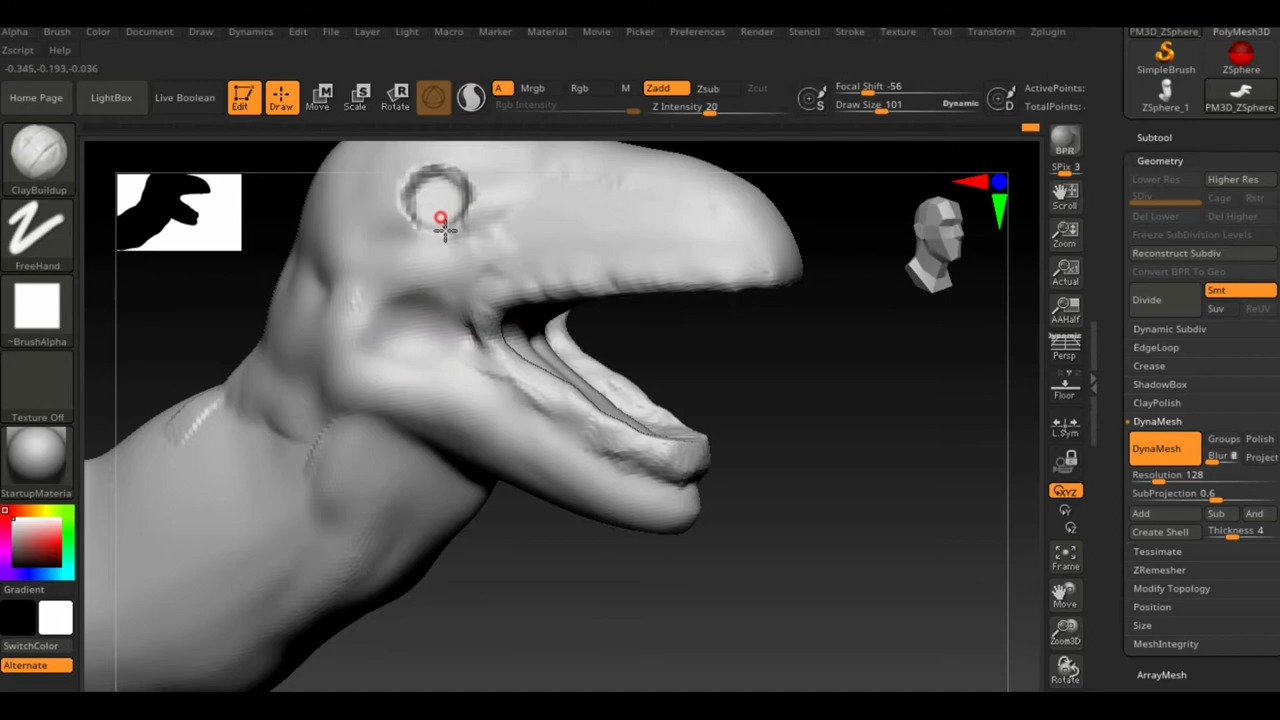 Alpha Brush Color Document Draw Dynamics Edit File Layer Light Macro Marker Material Movie Picker Preferences Render Stencil Stroke Texture Tool Transform Zplugin
Zscript Help
-0.345,-0.193,-0.036
Home Page LightBox Live Boolean Edit Draw Move Scale Rotate
A Mrgb Rgb M Zadd Zsub Zcut
Rgb Intensity Z Intensity 20
Focal Shift -56
Draw Size 101 Dynamic
S D
ActivePoints:
TotalPoints:
ClayBuildup
FreeHand
~BrushAlpha
Texture Off
StartupMateria
Gradient
SwitchColor
Alternate
BPR
SPix 3
Scroll
Zoom
Actual
AAHalf
Dynamic
Persp
Floor
L.Sym
XYZ
Y
Z
Frame
Move
Zoom3D
Rotate
PM3D_ZSphere PolyMesh3D
SimpleBrush ZSphere
ZSphere_1 PM3D_ZSphere
Subtool
Geometry
Lower Res Higher Res
SDiv Cage Rstr
Del Lower Del Higher
Freeze SubDivision Levels
Reconstruct Subdiv
Convert BPR To Geo
Divide Smt
Suv ReUV
Dynamic Subdiv
EdgeLoop
Crease
ShadowBox
ClayPolish
DynaMesh
DynaMesh Groups Polish
Blur Project
Resolution 128
SubProjection 0.6
Add Sub And
Create Shell Thickness 4
Tessimate
ZRemesher
Modify Topology
Position
Size
MeshIntegrity
ArrayMesh